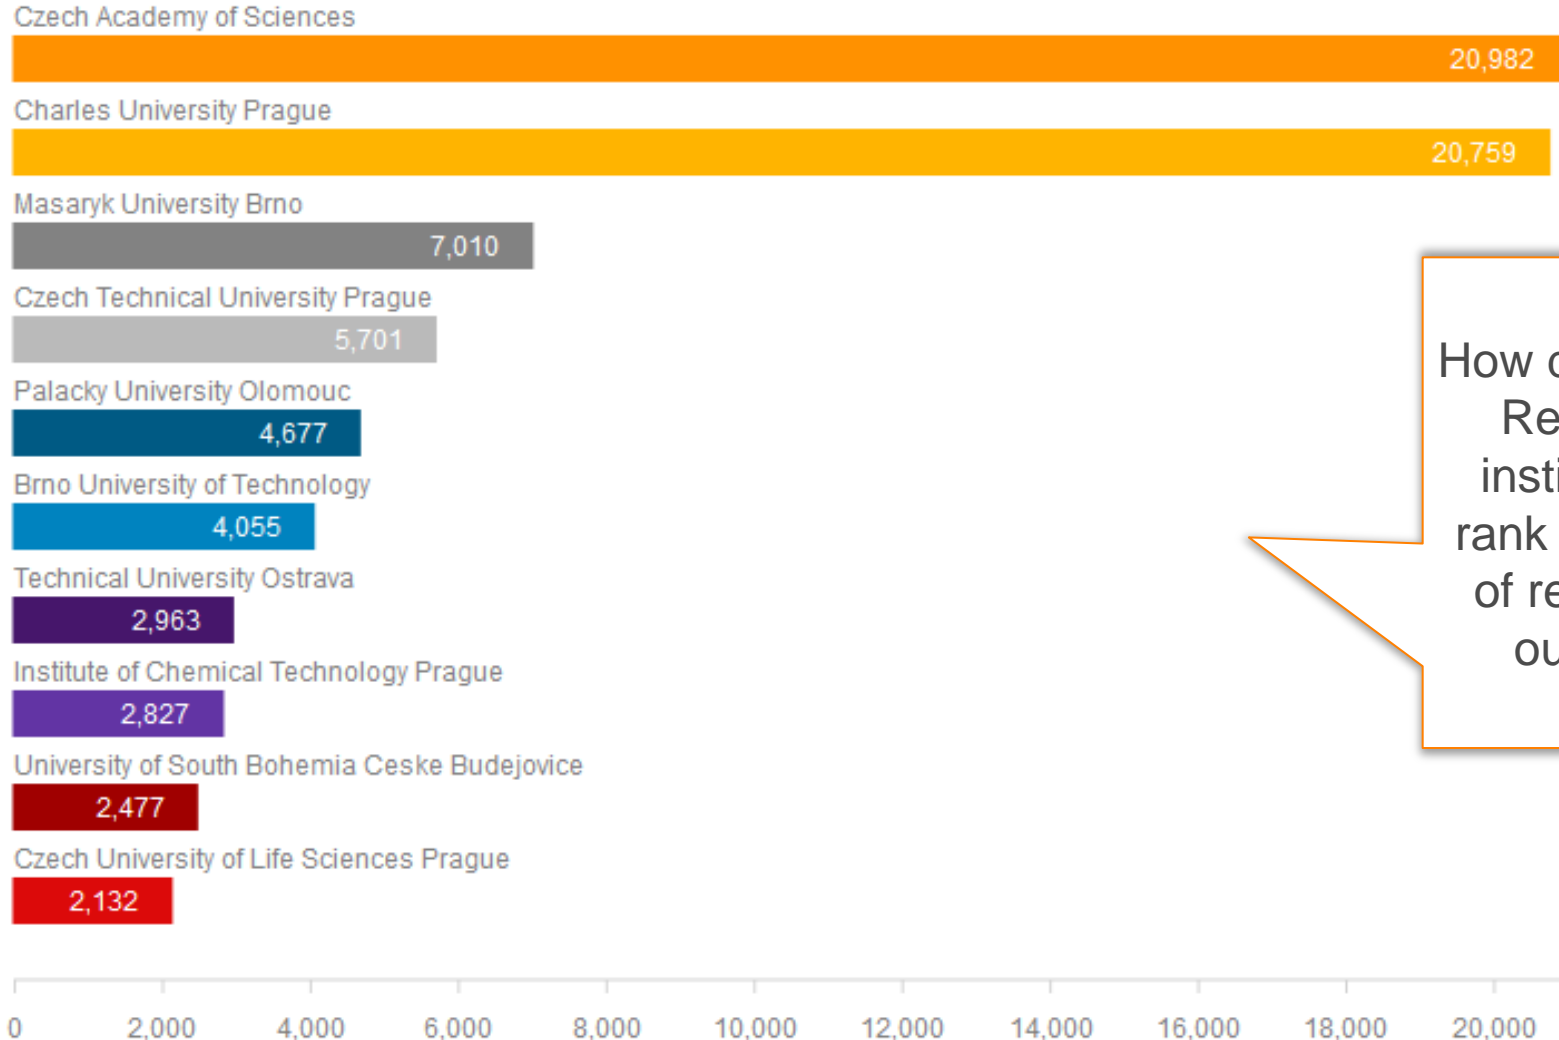 Czech Academy of Sciences
20,982
Charles University Prague
20,759
Masaryk University Brno
7,010
Czech Technical University Prague
5,701
Palacky University Olomouc
4,677
Brno University of Technology
4,055
Technical University Ostrava
2,963
Institute of Chemical Technology Prague
2,827
University of South Bohemia Ceske Budejovice
2,477
Czech University of Life Sciences Prague
2,132
How
rank
of
0 2,000 4,000 6,000 8,000 10,000 12,000 14,000 16,000 18,000 20,000